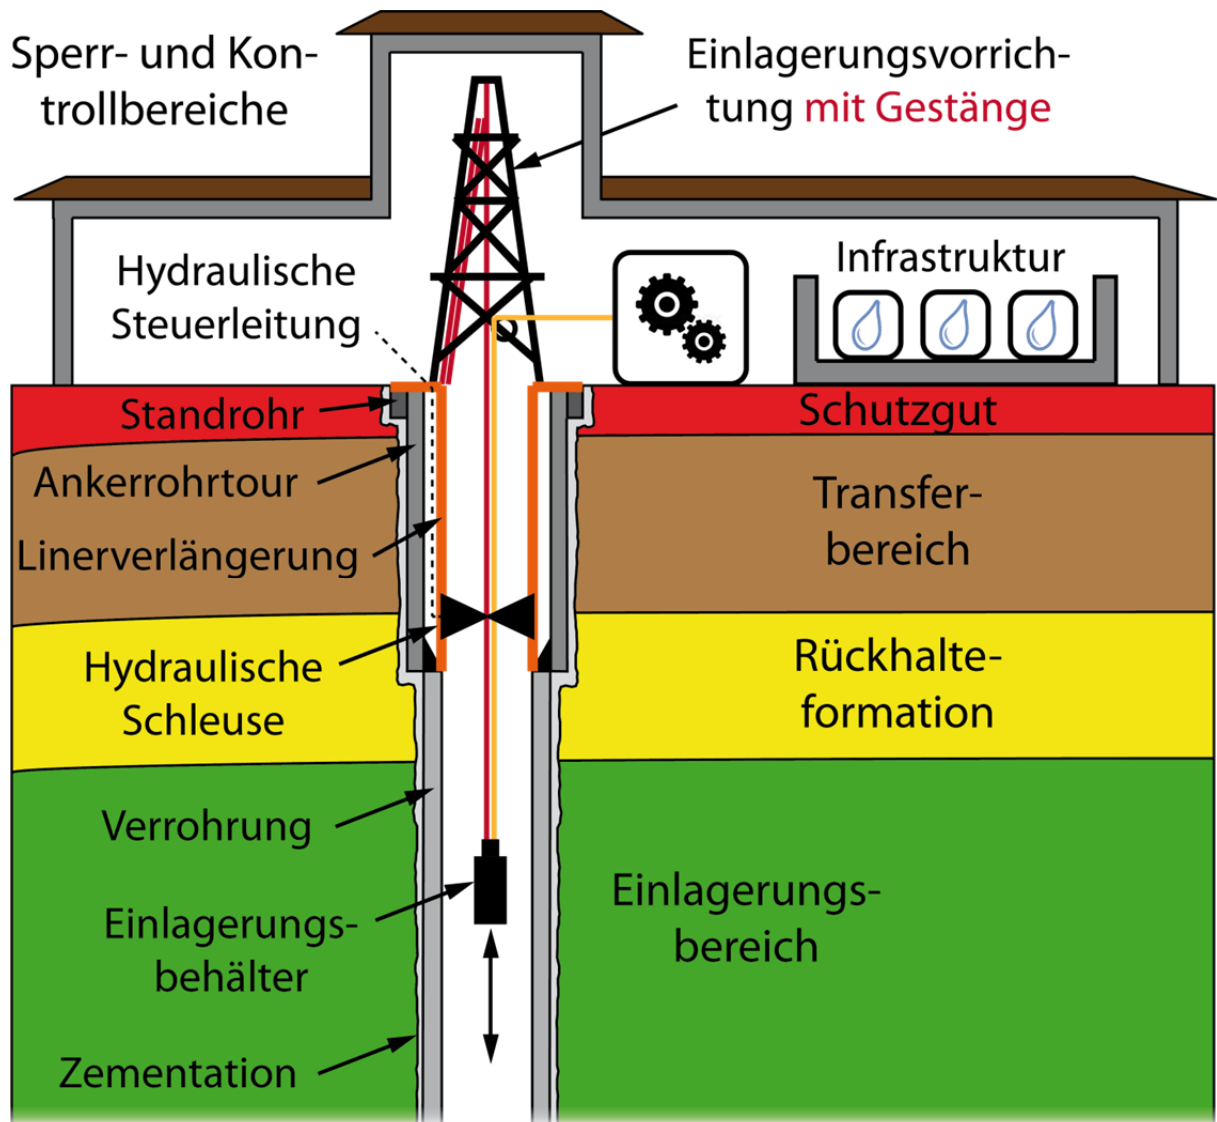 Sperr- und Kon-
trollbereiche
Einlagerungsvorrich-
tung mit Gestänge
Hydraulische
Steuerleitung
Infrastruktur
Standrohr
Schutzgut
Ankerrohrtour
Transfer-
bereich
Linerverlängerung
Hydraulische
Schleuse
Rückhalte-
formation
Verrohrung
Einlagerungs-
behälter
Einlagerungs-
bereich
Zementation